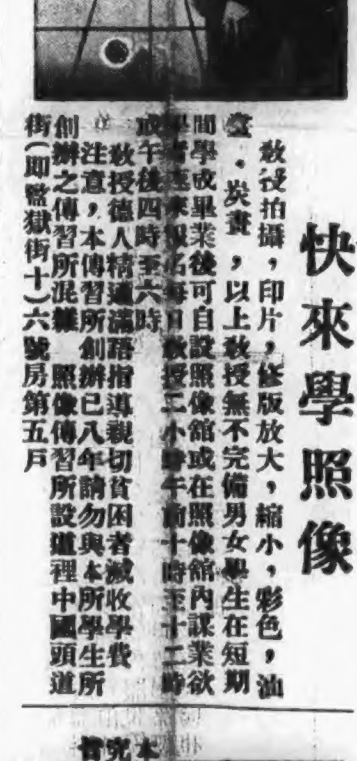 快來學照像
教授拍攝，印片，修版放大，縮小，彩色，油
畫．炭畫，以上教授無不完備男女學生在短期
間學成畢業後可自設照像舘或在照像舘內謀業欲
學者速來報名每日教授二小時午前十時至十二時
或午後四時至六時
教授德人精通滿語指導親切貧困者減收學費
注意，本傳習所創辦已八年請勿與本所學生所
創辦之傳習所混雜 照像傳習所設道裡中國頭道
街(即監獄街十)六號房第五戶
本
究